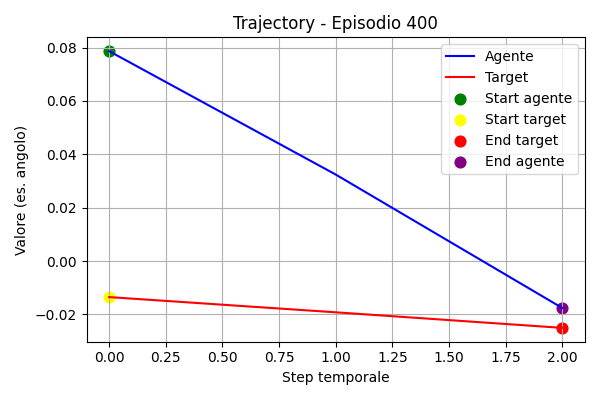 Trajectory - Episodio 400
Valore (es. angolo)
0.08
0.06
0.04
0.02
0.00
−0.02
Agente
Target
Start agente
Start target
End target
End agente
0.00 0.25 0.50 0.75 1.00 1.25 1.50 1.75 2.00
Step temporale